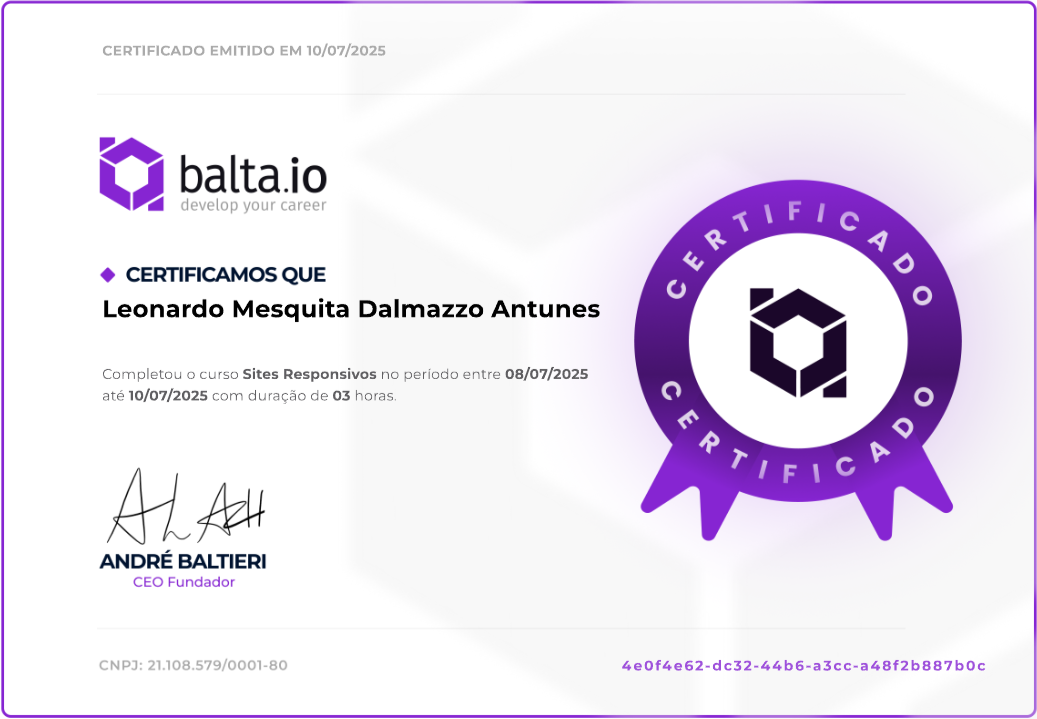 CERTIFICADO EMITIDO EM 10/07/2025
balta.io
develop your career
CERTIFICAMOS QUE
Leonardo Mesquita Dalmazzo Antunes
Completou o curso Sites Responsivos no período entre 08/07/2025
até 10/07/2025 com duração de 03 horas.
CERTIFICADO
CERTIFICADO
ANDRÉ BALTIERI
CEO Fundador
CNPJ: 21.108.579/0001-80
4e0f4e62-dc32-44b6-a3cc-a48f2b887b0c